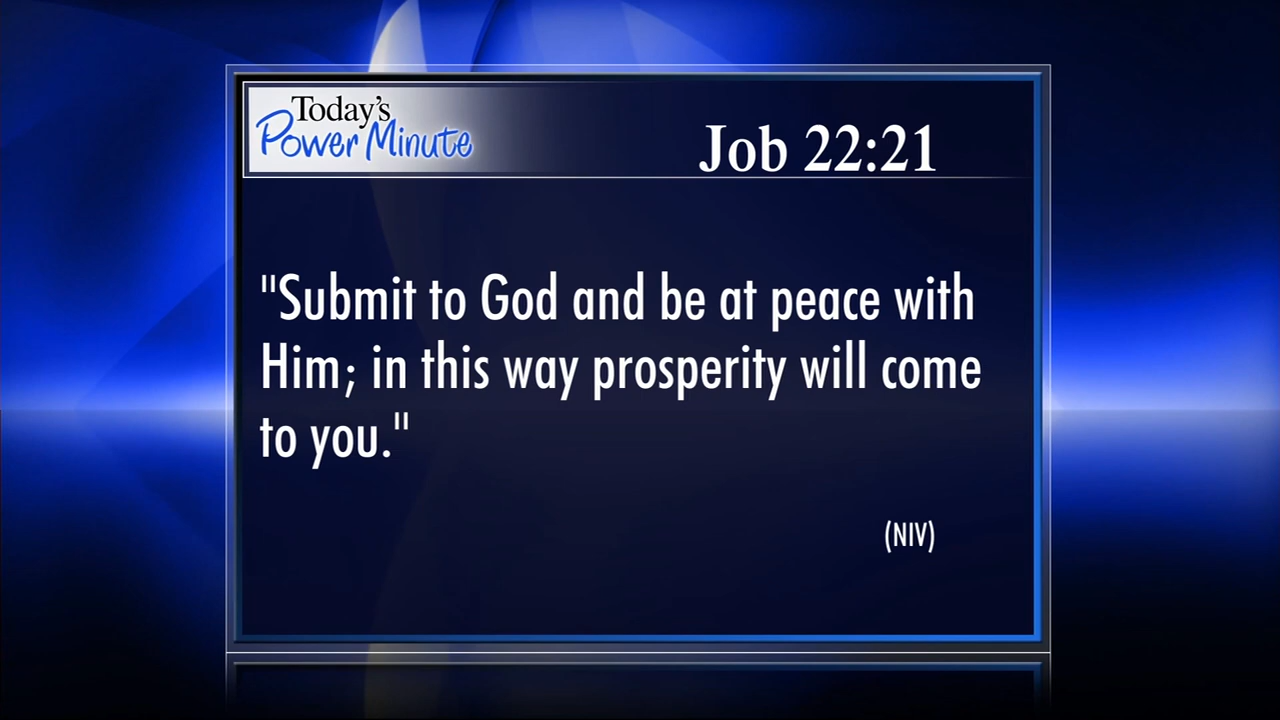 Today's
Power Minute
Job 22:21
"Submit to God and be at peace with
Him; in this way prosperity will come
to you."
(NIV)